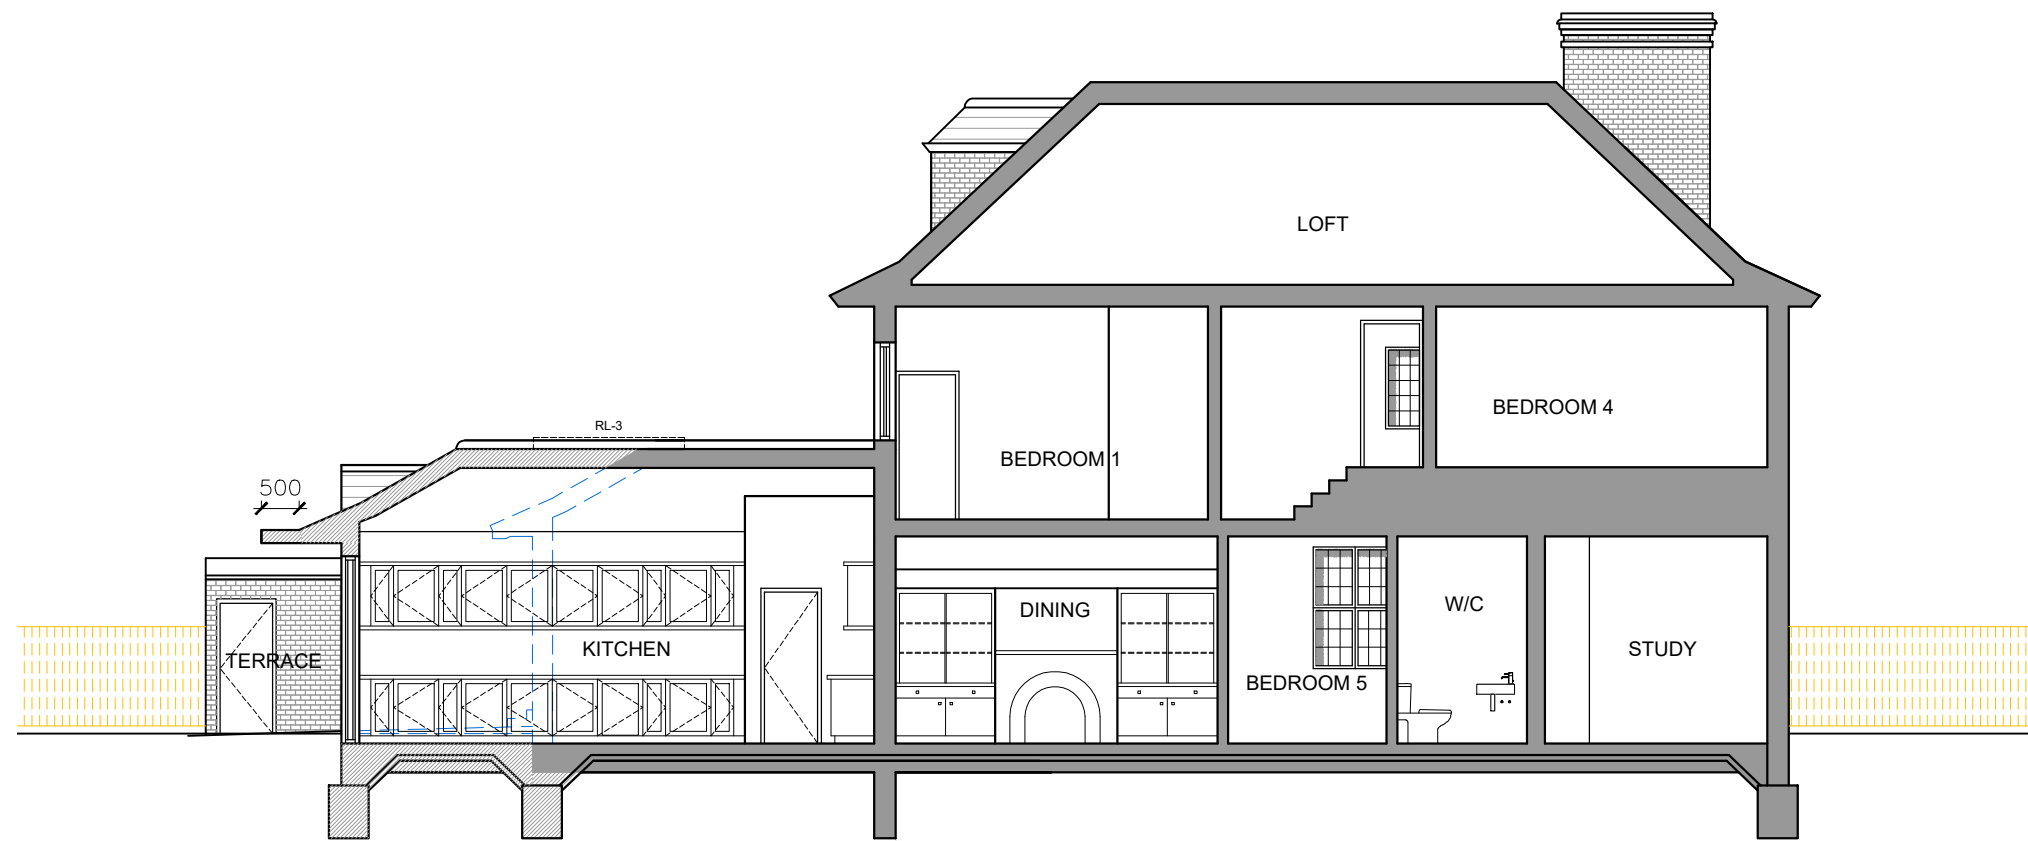 LOFT
BEDROOM 4
RL-3
BEDROOM 1
500
DINING
W/C
KITCHEN
STUDY
TERRACE
BEDROOM 5